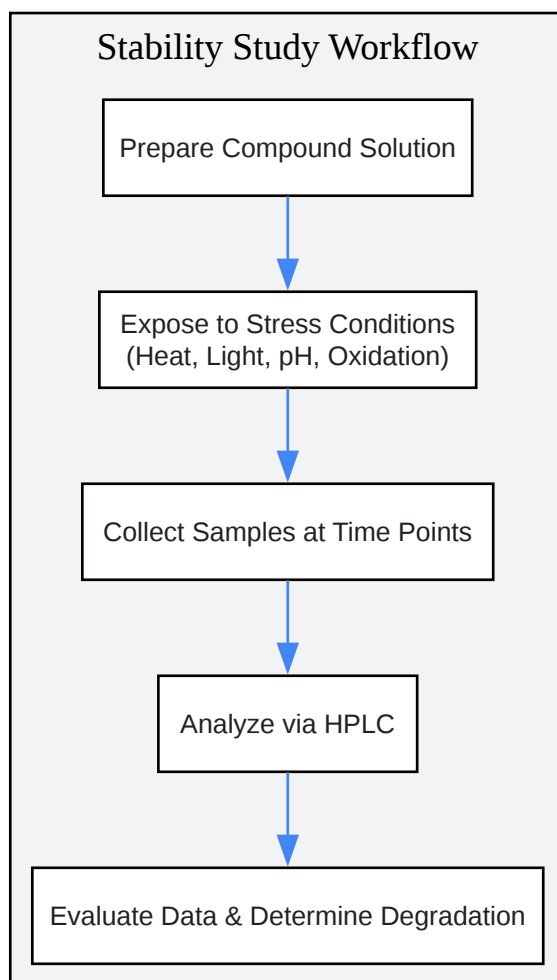 Stability Study Workflow
Prepare Compound Solution
Expose to Stress Conditions
(Heat, Light, pH, Oxidation)
Collect Samples at Time Points
Analyze via HPLC
Evaluate Data & Determine Degradation